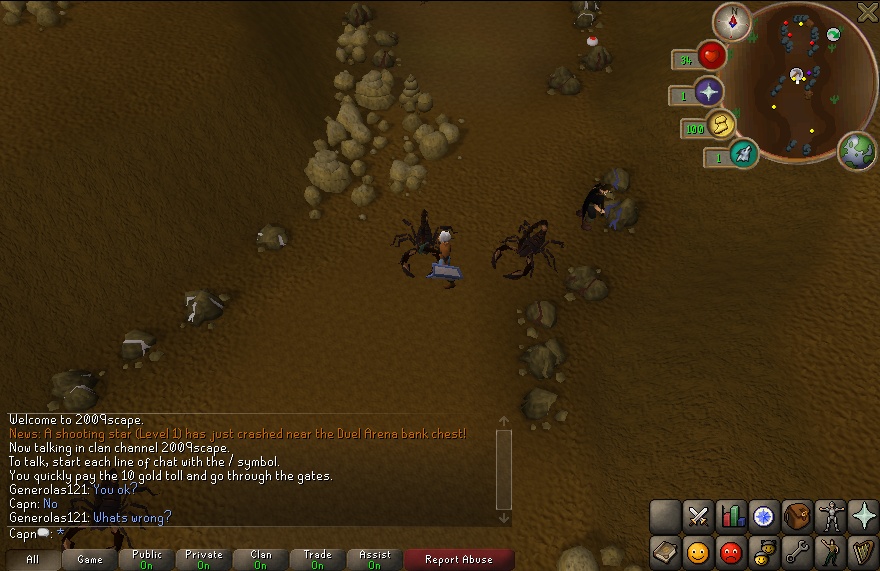 N
34
1
100
1
Welcome to 2009scape.
News: A shooting star (Level 1) has just crashed near the Duel Arena bank chest!
Now talking in clan channel 2009scape.
To talk, start each line of chat with the / symbol.
You quickly pay the 10 gold toll and go through the gates.
Generolas121: You ok?
Capn: No
Generolas121: Whats wrong?
Capn: *
All Game Public On Private On Clan On Trade On Assist On Report Abuse